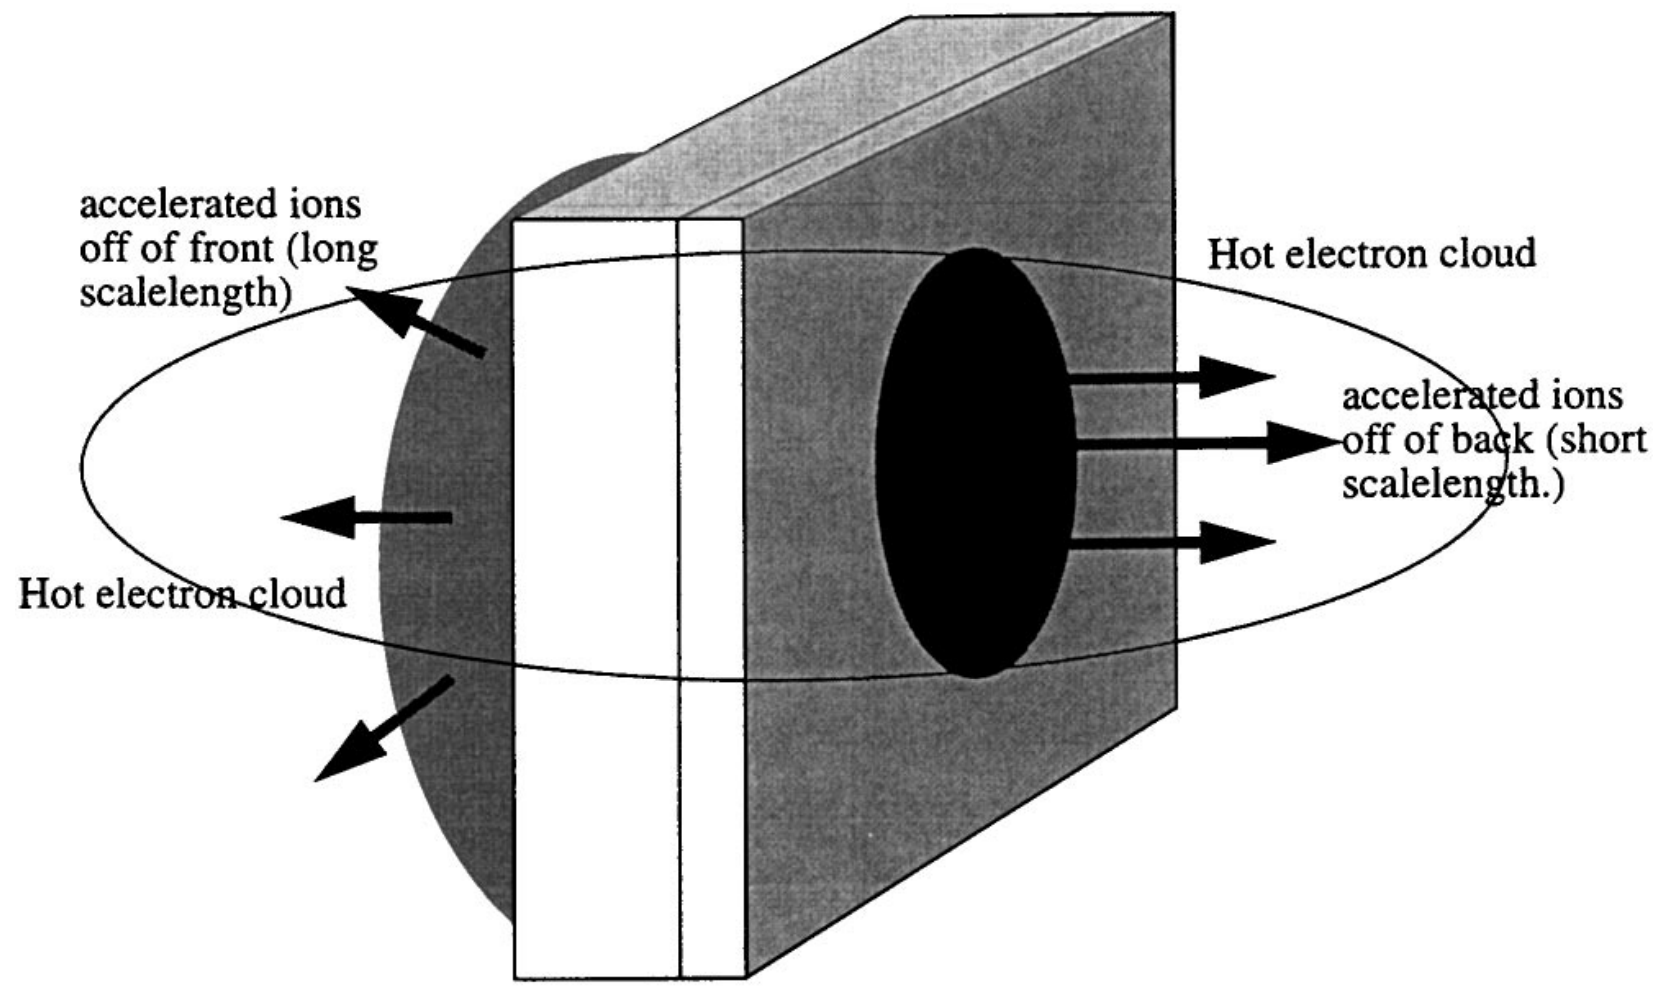 accelerated ions
off of front (long
scalelength)
Hot electron cloud
accelerated ions
off of back (short
scalelength.)
Hot electron cloud